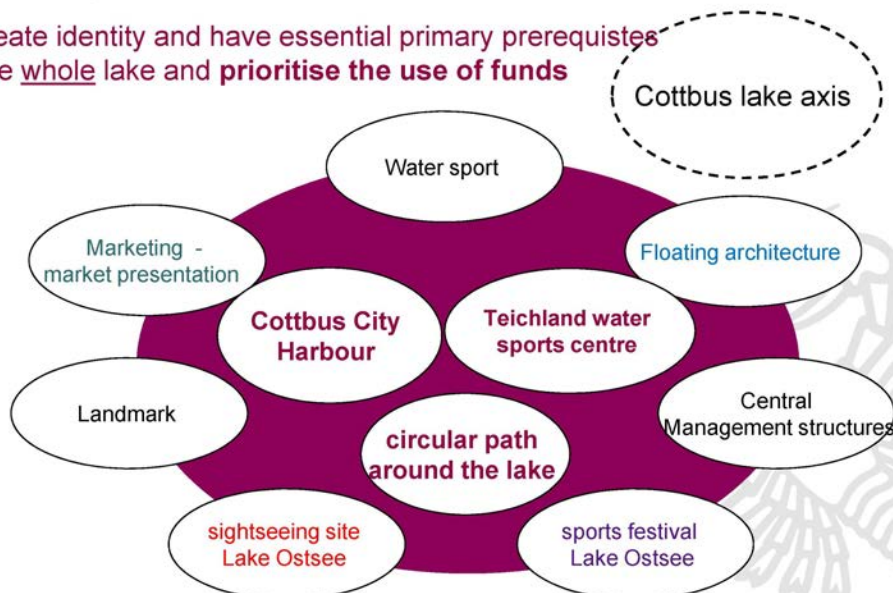 eate identity and have essential primary prerequistes
e whole lake and prioritise the use of funds
Cottbus lake axis
Water sport
Marketing -
market presentation
Floating architecture
Cottbus City
Harbour
Teichland water
sports centre
Landmark
Central
Management structures
circular path
around the lake
sightseeing site
Lake Ostsee
sports festival
Lake Ostsee